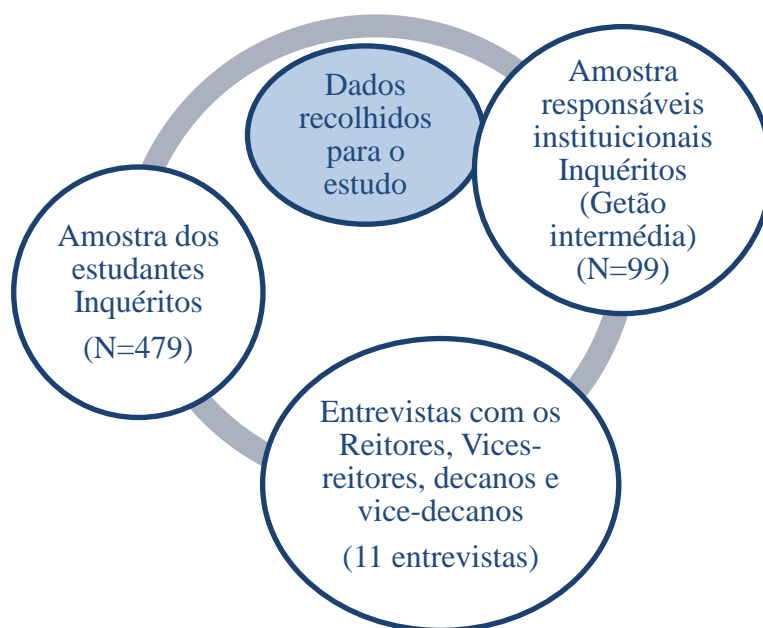 Dados
recolhidos
para o
estudo
Amostra
responsáveis
instituicionais
Inquéritos
(Getão
intermédia)
(N=99)
Amostra dos
estudantes
Inquéritos
(N=479)
Entrevistas com os
Reitores, Vices-
reitores, decanos e
vice-decanos
(11 entrevistas)